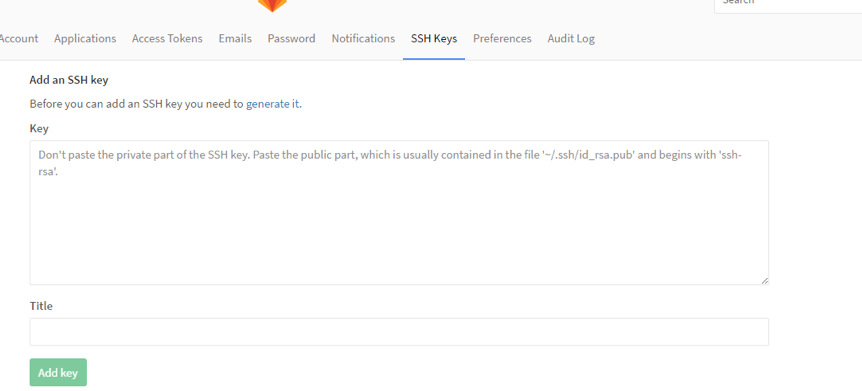 Search
Account Applications Access Tokens Emails Password Notifications SSH Keys Preferences Audit Log
Add an SSH key
Before you can add an SSH key you need to generate it.
Key
Don't paste the private part of the SSH key. Paste the public part, which is usually contained in the file '~/.ssh/id_rsa.pub' and begins with 'ssh-
rsa'.
Title
Add key